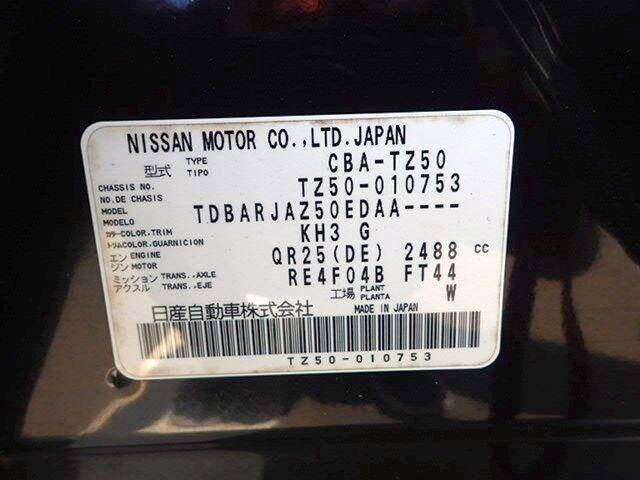 NISSAN MOTOR CO.,LTD.JAPAN
型式 TYPE TIPO CBA-TZ50
CHASSIS NO. NO.DE CHASIS TZ50-010753
MODEL MODELO TDBARJAZ50EDAA----
カラー COLOR,TRIM トリム COLOR.GUARNICION KH3 G
エンジン ENGINE MOTOR QR25(DE) 2488 cc
ミッション TRANS.,AXLE アクスル TRANS.,EJE RE4F04B FT44
工場 PLANT PLANTA W
日産自動車株式会社 MADE IN JAPAN
TZ50-010753